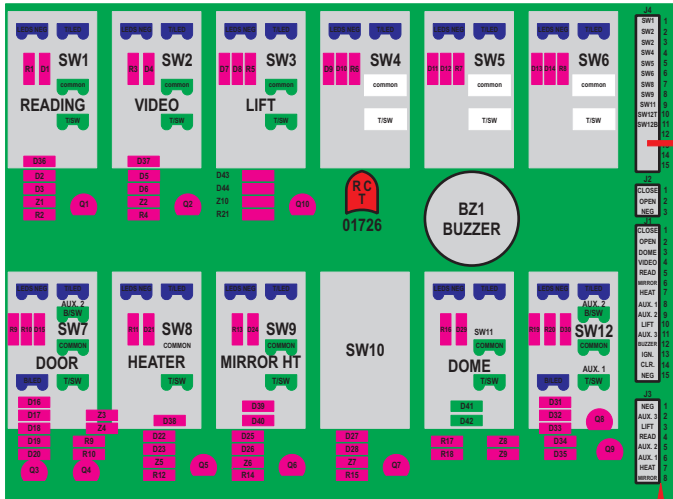 LEDS NEG T/LED SW1 R1 D1 common READING T/SW
LEDS NEG T/LED SW2 R3 D4 common VIDEO T/SW
LEDS NEG T/LED SW3 D7 D8 R5 common LIFT T/SW
SW4 D9 D10 R6 common T/SW
SW5 D11 D12 R7 common T/SW
SW6 D13 D14 R8 common T/SW
D36
D2
D3
Z1
R2
Q1
D37
D5
D6
Z2
R4
Q2
D43
D44
Z10
R21
Q10
R C
T
01726
BZ1
BUZZER
LEDS NEG T/LED AUX. 2 B/SW SW7 COMMON DOOR B/LED T/SW
LEDS NEG T/LED R11 D21 SW8 COMMON HEATER T/SW
LEDS NEG T/LED R13 D24 SW9 COMMON MIRROR HT T/SW
SW10
LEDS NEG T/LED R16 D29 SW11 COMMON DOME T/SW
LEDS NEG T/LED AUX. 2 B/SW R19 R20 D30 SW12 COMMON AUX. 1 B/LED T/SW
D16
D17
D18
D19
D20
Q3
Z3
Z4
R9
R10
Q4
D38
D22
D23
Z5
R12
Q5
D39
D40
D25
D26
Z6
R14
Q6
D27
D28
Z7
R15
Q7
D41
D42
R17
R18
Z8
Z9
D31
D32
D33
D34
D35
Q8
Q9
J4
SW1 1
SW2 2
SW2 3
SW4 4
SW5 5
SW6 6
SW7 7
SW8 8
SW11 9
SW12T 10
SW12B 11
12
13
14
15
J2
CLOSE 1
OPEN 2
NEG 3
J1
CLOSE 1
OPEN 2
DOME 3
VIDEO 4
READ 5
MIRROR 6
HEAT 7
AUX. 1 8
AUX. 2 9
LIFT 10
AUX. 3 11
BUZZER 12
IGN. 13
CLR. 14
NEG 15
J3
NEG 1
AUX. 3 2
LIFT 3
READ 4
AUX. 2 5
AUX. 1 6
HEAT 7
MIRROR 8